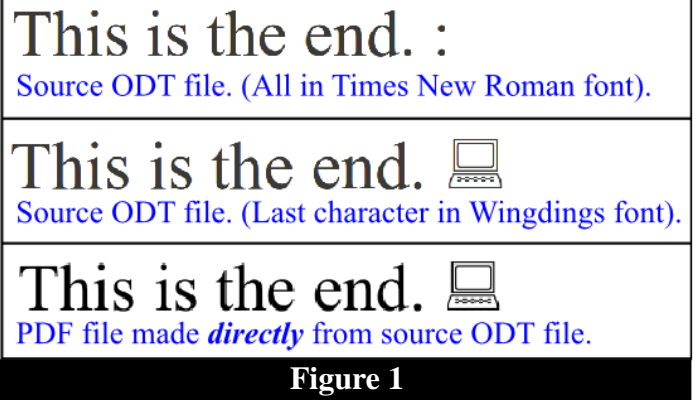 This is the end. :
Source ODT file. (All in Times New Roman font).
This is the end.
Source ODT file. (Last character in Wingdings font).
This is the end.
PDF file made directly from source ODT file.
Figure 1